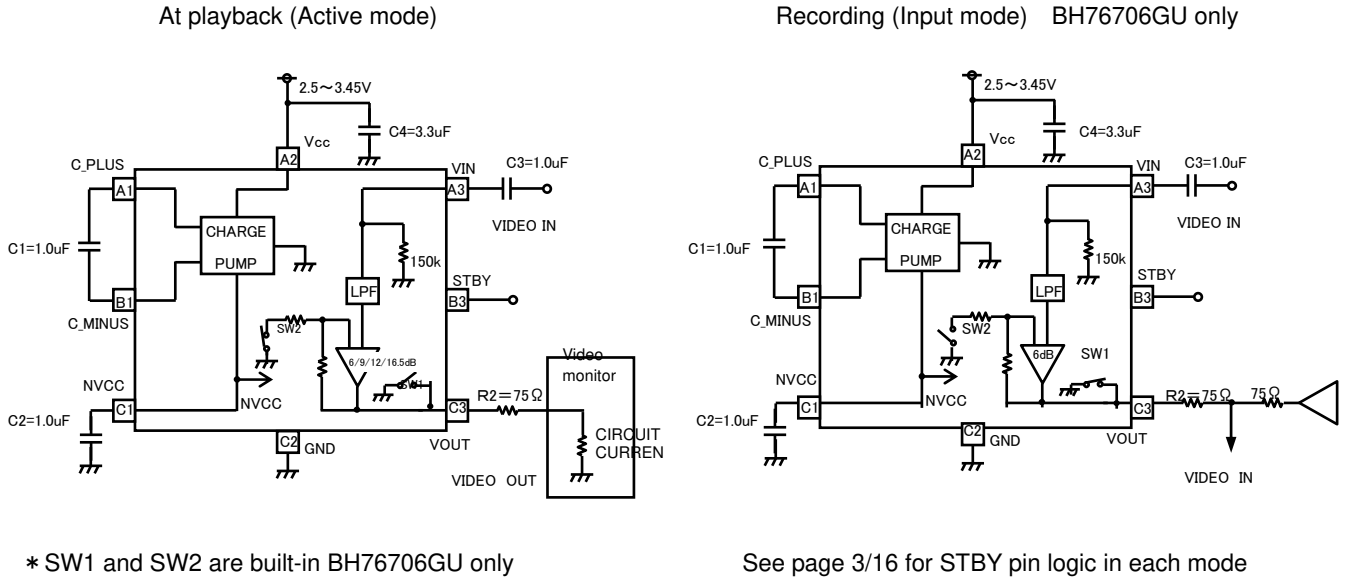 At playback (Active mode)
2.5～3.45V
C4=3.3uF
Vcc
A2
C_PLUS
A1
VIN
A3
C3=1.0uF
VIDEO IN
CHARGE
PUMP
C1=1.0uF
150k
LPF
STBY
B3
B1
C_MINUS
SW2
6/9/12/16.5dB
SW1
Video
monitor
NVCC
NVCC
C1
C3
R2=75Ω
C2=1.0uF
C2
GND
VOUT
CIRCUIT
CURREN
VIDEO OUT
* SW1 and SW2 are built-in BH76706GU only
Recording (Input mode) BH76706GU only
2.5～3.45V
C4=3.3uF
Vcc
A2
C_PLUS
A1
VIN
A3
C3=1.0uF
VIDEO IN
CHARGE
PUMP
C1=1.0uF
150k
LPF
STBY
B3
B1
C_MINUS
SW2
6dB
SW1
NVCC
NVCC
C1
C3
R2=75Ω
75Ω
C2=1.0uF
C2
GND
VOUT
VIDEO IN
See page 3/16 for STBY pin logic in each mode